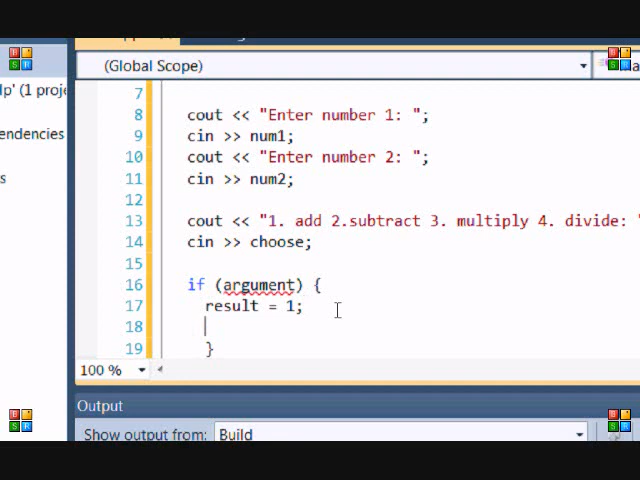 (Global Scope)
lp' (1 proje
endencies
s
7
8 cout << "Enter number 1: ";
9 cin >> num1;
10 cout << "Enter number 2: ";
11 cin >> num2;
12
13 cout << "1. add 2.subtract 3. multiply 4. divide: "
14 cin >> choose;
15
16 if (argument) {
17 result = 1;
18
19 }
100 %
Output
Show output from: Build